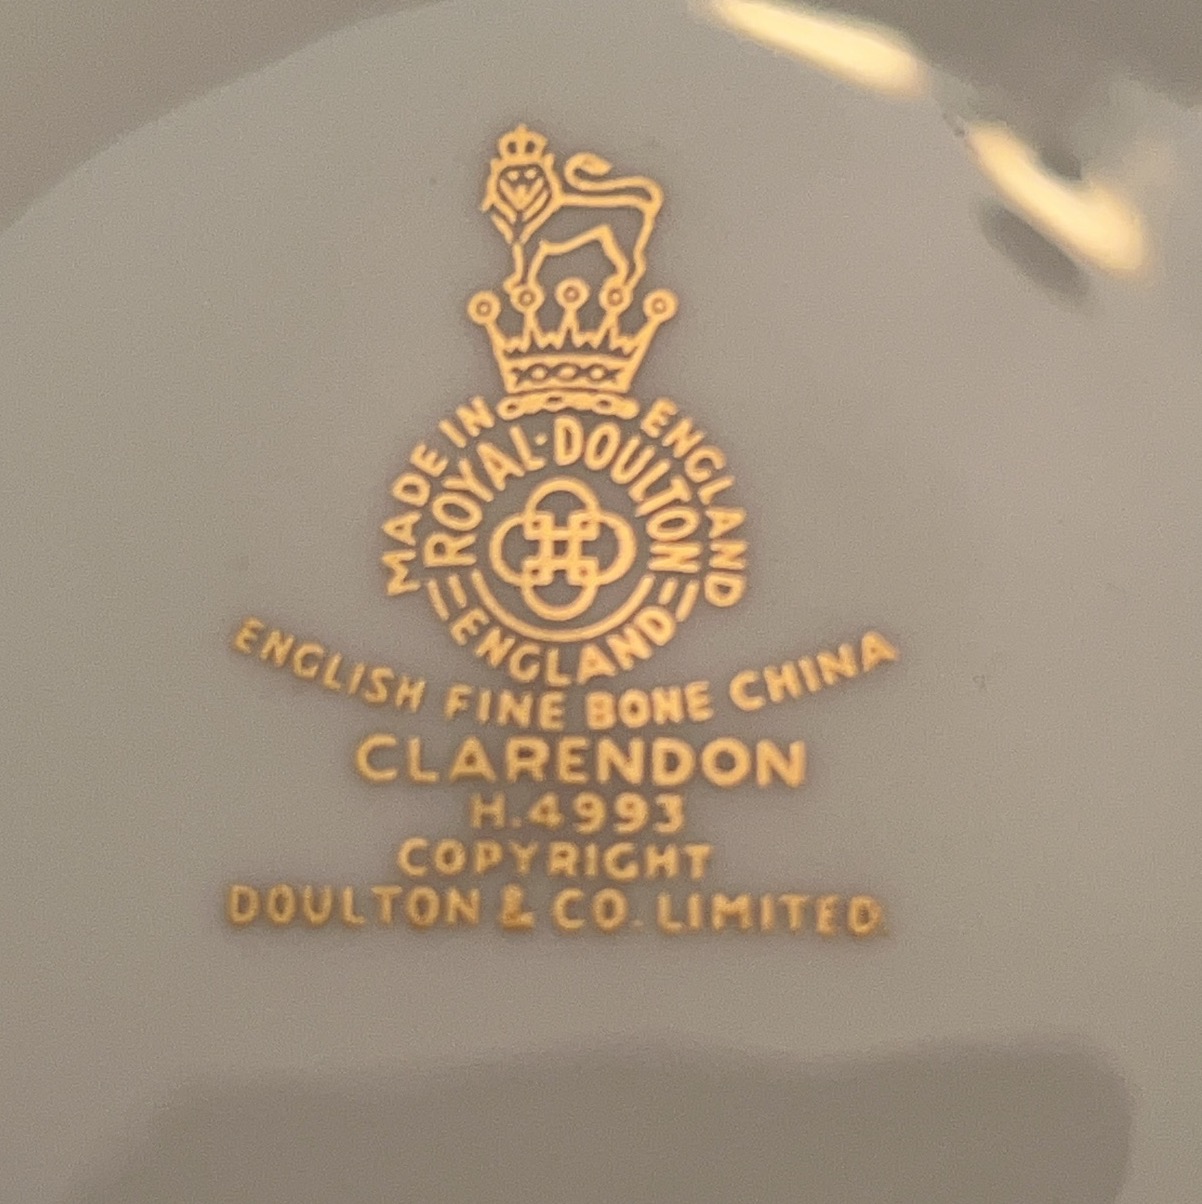 MADE IN ENGLAND
ROYAL·DOULTON
ENGLAND
ENGLISH FINE BONE CHINA
CLARENDON
H.4993
COPYRIGHT
DOULTON & CO. LIMITED.